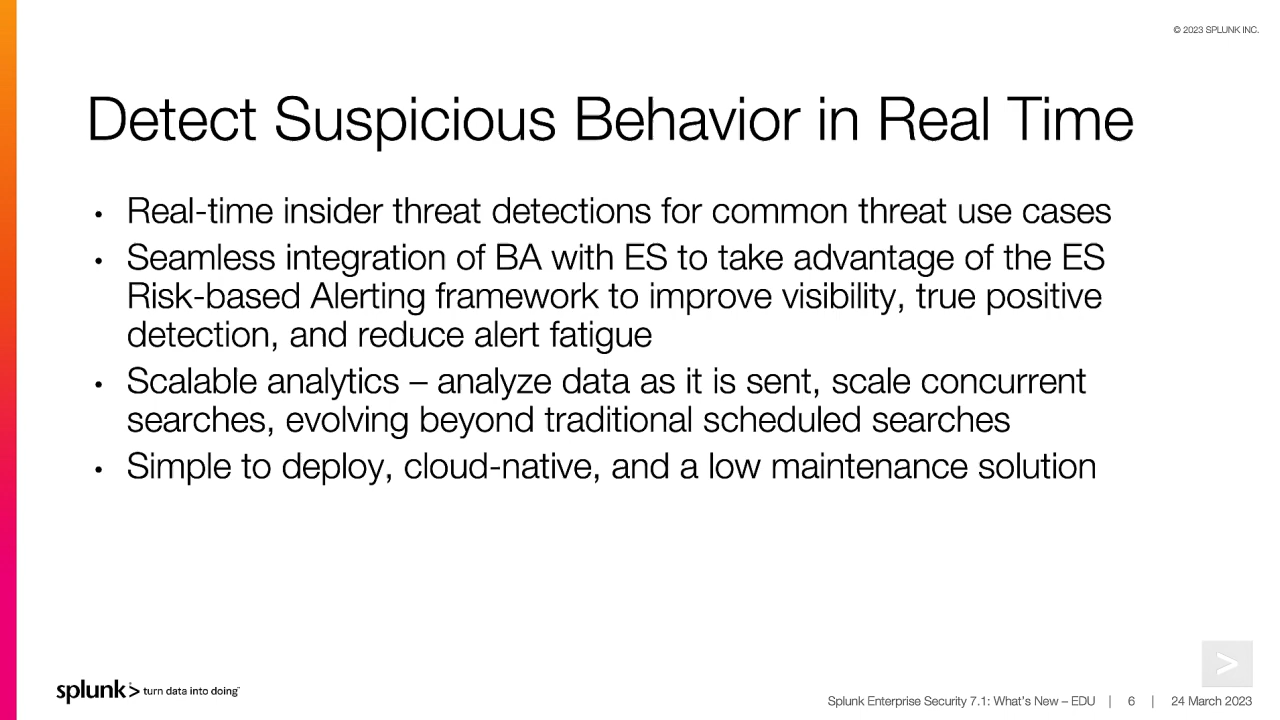 © 2023 SPLUNK INC.
Detect Suspicious Behavior in Real Time
• Real-time insider threat detections for common threat use cases
• Seamless integration of BA with ES to take advantage of the ES
Risk-based Alerting framework to improve visibility, true positive
detection, and reduce alert fatigue
• Scalable analytics – analyze data as it is sent, scale concurrent
searches, evolving beyond traditional scheduled searches
• Simple to deploy, cloud-native, and a low maintenance solution
>
splunk> turn data into doing™
Splunk Enterprise Security 7.1: What's New – EDU | 6 | 24 March 2023